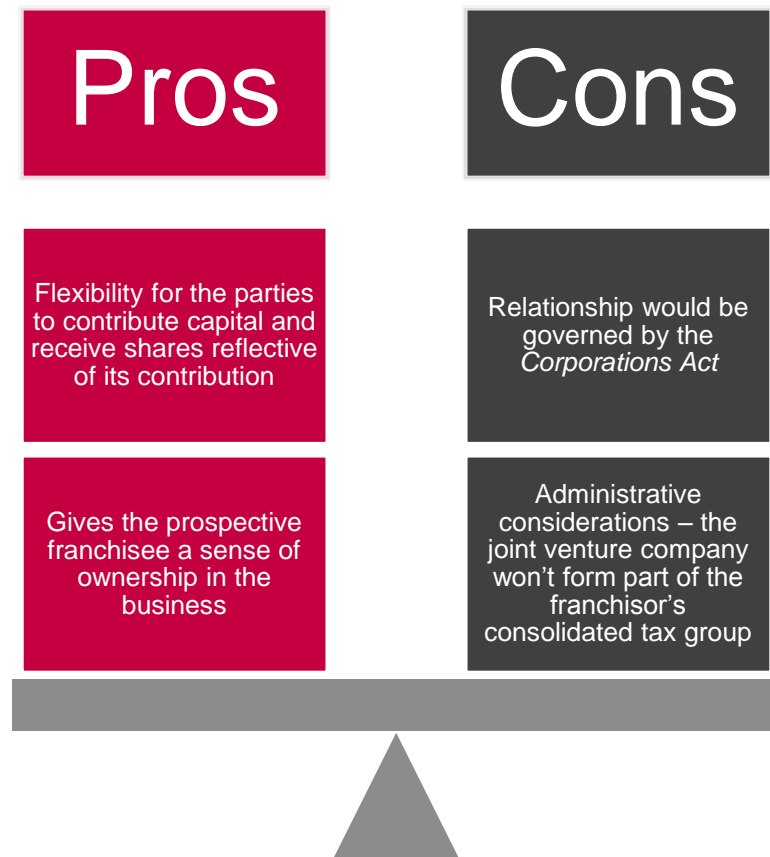 Pros
Cons
Flexibility for the parties
to contribute capital and
receive shares reflective
of its contribution
Relationship would be
governed by the
Corporations Act
Gives the prospective
franchisee a sense of
ownership in the
business
Administrative
considerations – the
joint venture company
won’t form part of the
franchisor’s
consolidated tax group